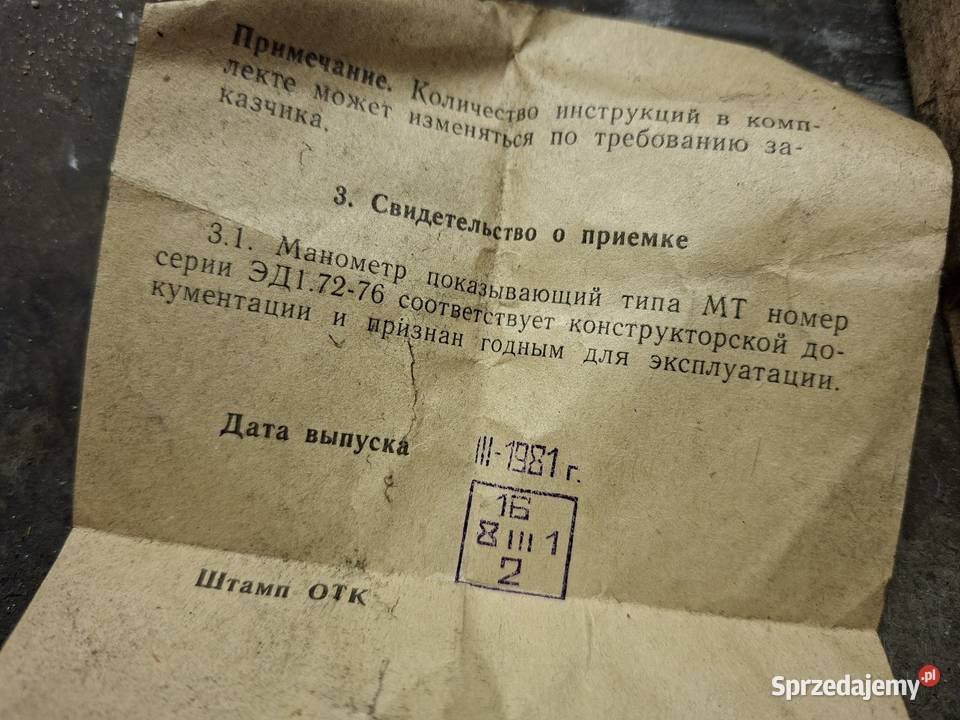 Примечание. Количество инструкций в комп-
лекте может изменяться по требованию за-
казчика.
3. Свидетельство о приемке
3.1. Манометр показывающий типа МТ номер
серии ЭД1.72-76 соответствует конструкторской до-
кументации и признан годным для эксплуатации.
Дата выпуска III-1981 г.
16
8 III 1
2
Штамп ОТК
Sprzedajemy.pl